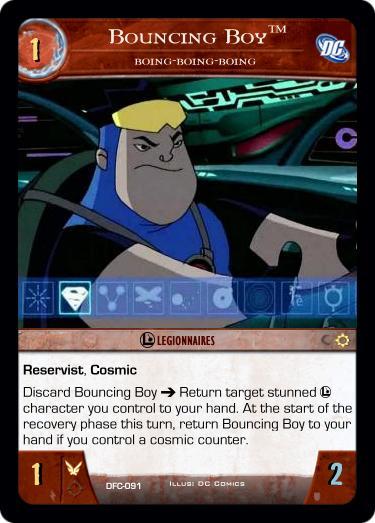 1
BOUNCING BOY™
DC
BOING-BOING-BOING
LEGIONNAIRES
Reservist, Cosmic
Discard Bouncing Boy ➔ Return target stunned
character you control to your hand. At the start of the
recovery phase this turn, return Bouncing Boy to your
hand if you control a cosmic counter.
1
DFC-091
ILLUS: DC COMICS
2